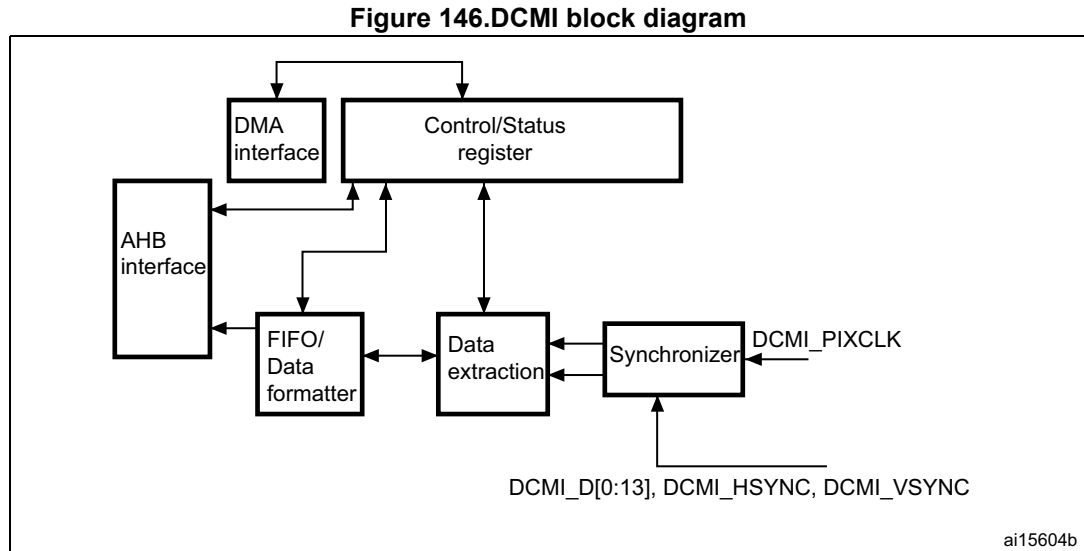 Figure 146.DCMI block diagram
DMA
interface
Control/Status
register
AHB
interface
FIFO/
Data
formatter
Data
extraction
Synchronizer
DCMI_PIXCLK
DCMI_D[0:13], DCMI_HSYNC, DCMI_VSYNC
ai15604b